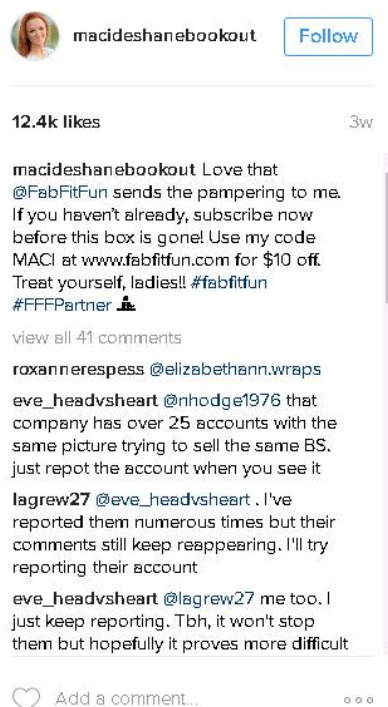 macideshanebookout Follow
12.4k likes 3w
macideshanebookout Love that
@FabFitFun sends the pampering to me.
If you haven't already, subscribe now
before this box is gone! Use my code
MACI at www.fabfitfun.com for $10 off.
Treat yourself, ladies!! #fabfitfun
#FFFPartner
view all 41 comments
roxannerespess @elizabethann.wraps
eve_headvsheart @nhodge1976 that
company has over 25 accounts with the
same picture trying to sell the same BS.
just repot the account when you see it
lagrew27 @eve_headvsheart . I've
reported them numerous times but their
comments still keep reappearing. I'll try
reporting their account
eve_headvsheart @lagrew27 me too. I
just keep reporting. Tbh, it won't stop
them but hopefully it proves more difficult
Add a comment...